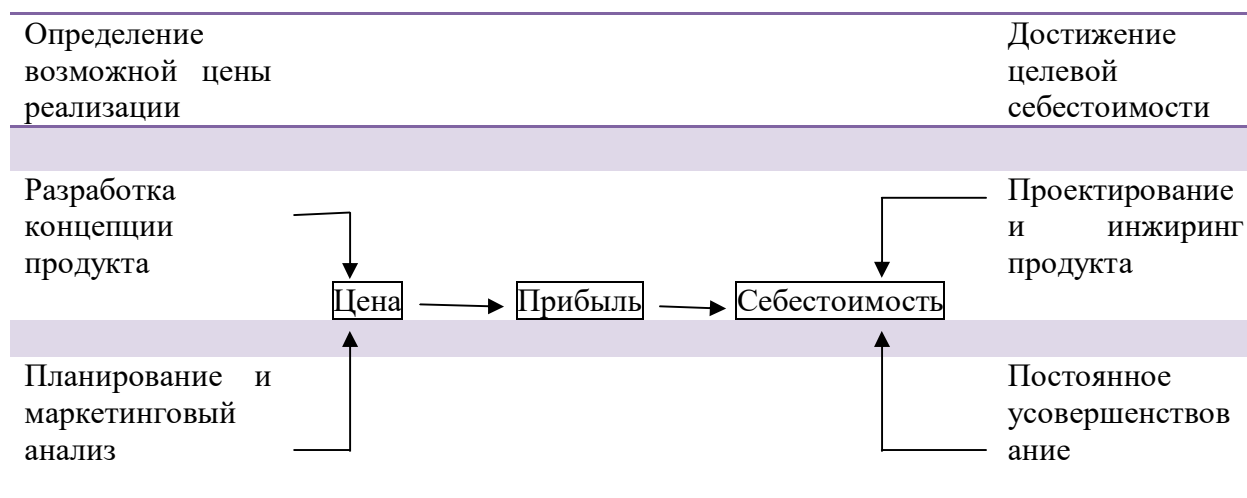 Определение
возможной цены
реализации
Достижение
целевой
себестоимости
Разработка
концепции
продукта
Проектирование
и инжиринг
продукта
Цена
Прибыль
Себестоимость
Планирование и
маркетинговый
анализ
Постоянное
усовершенствов
ание